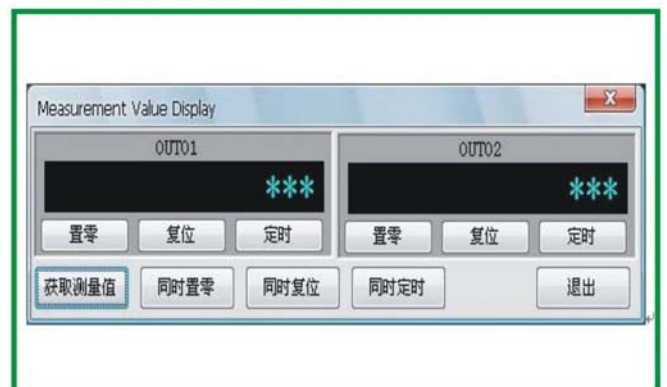 Measurement Value Display
OUT01 OUT02
*** ***
置零 复位 定时 置零 复位 定时
获取测量值 同时置零 同时复位 同时定时 退出